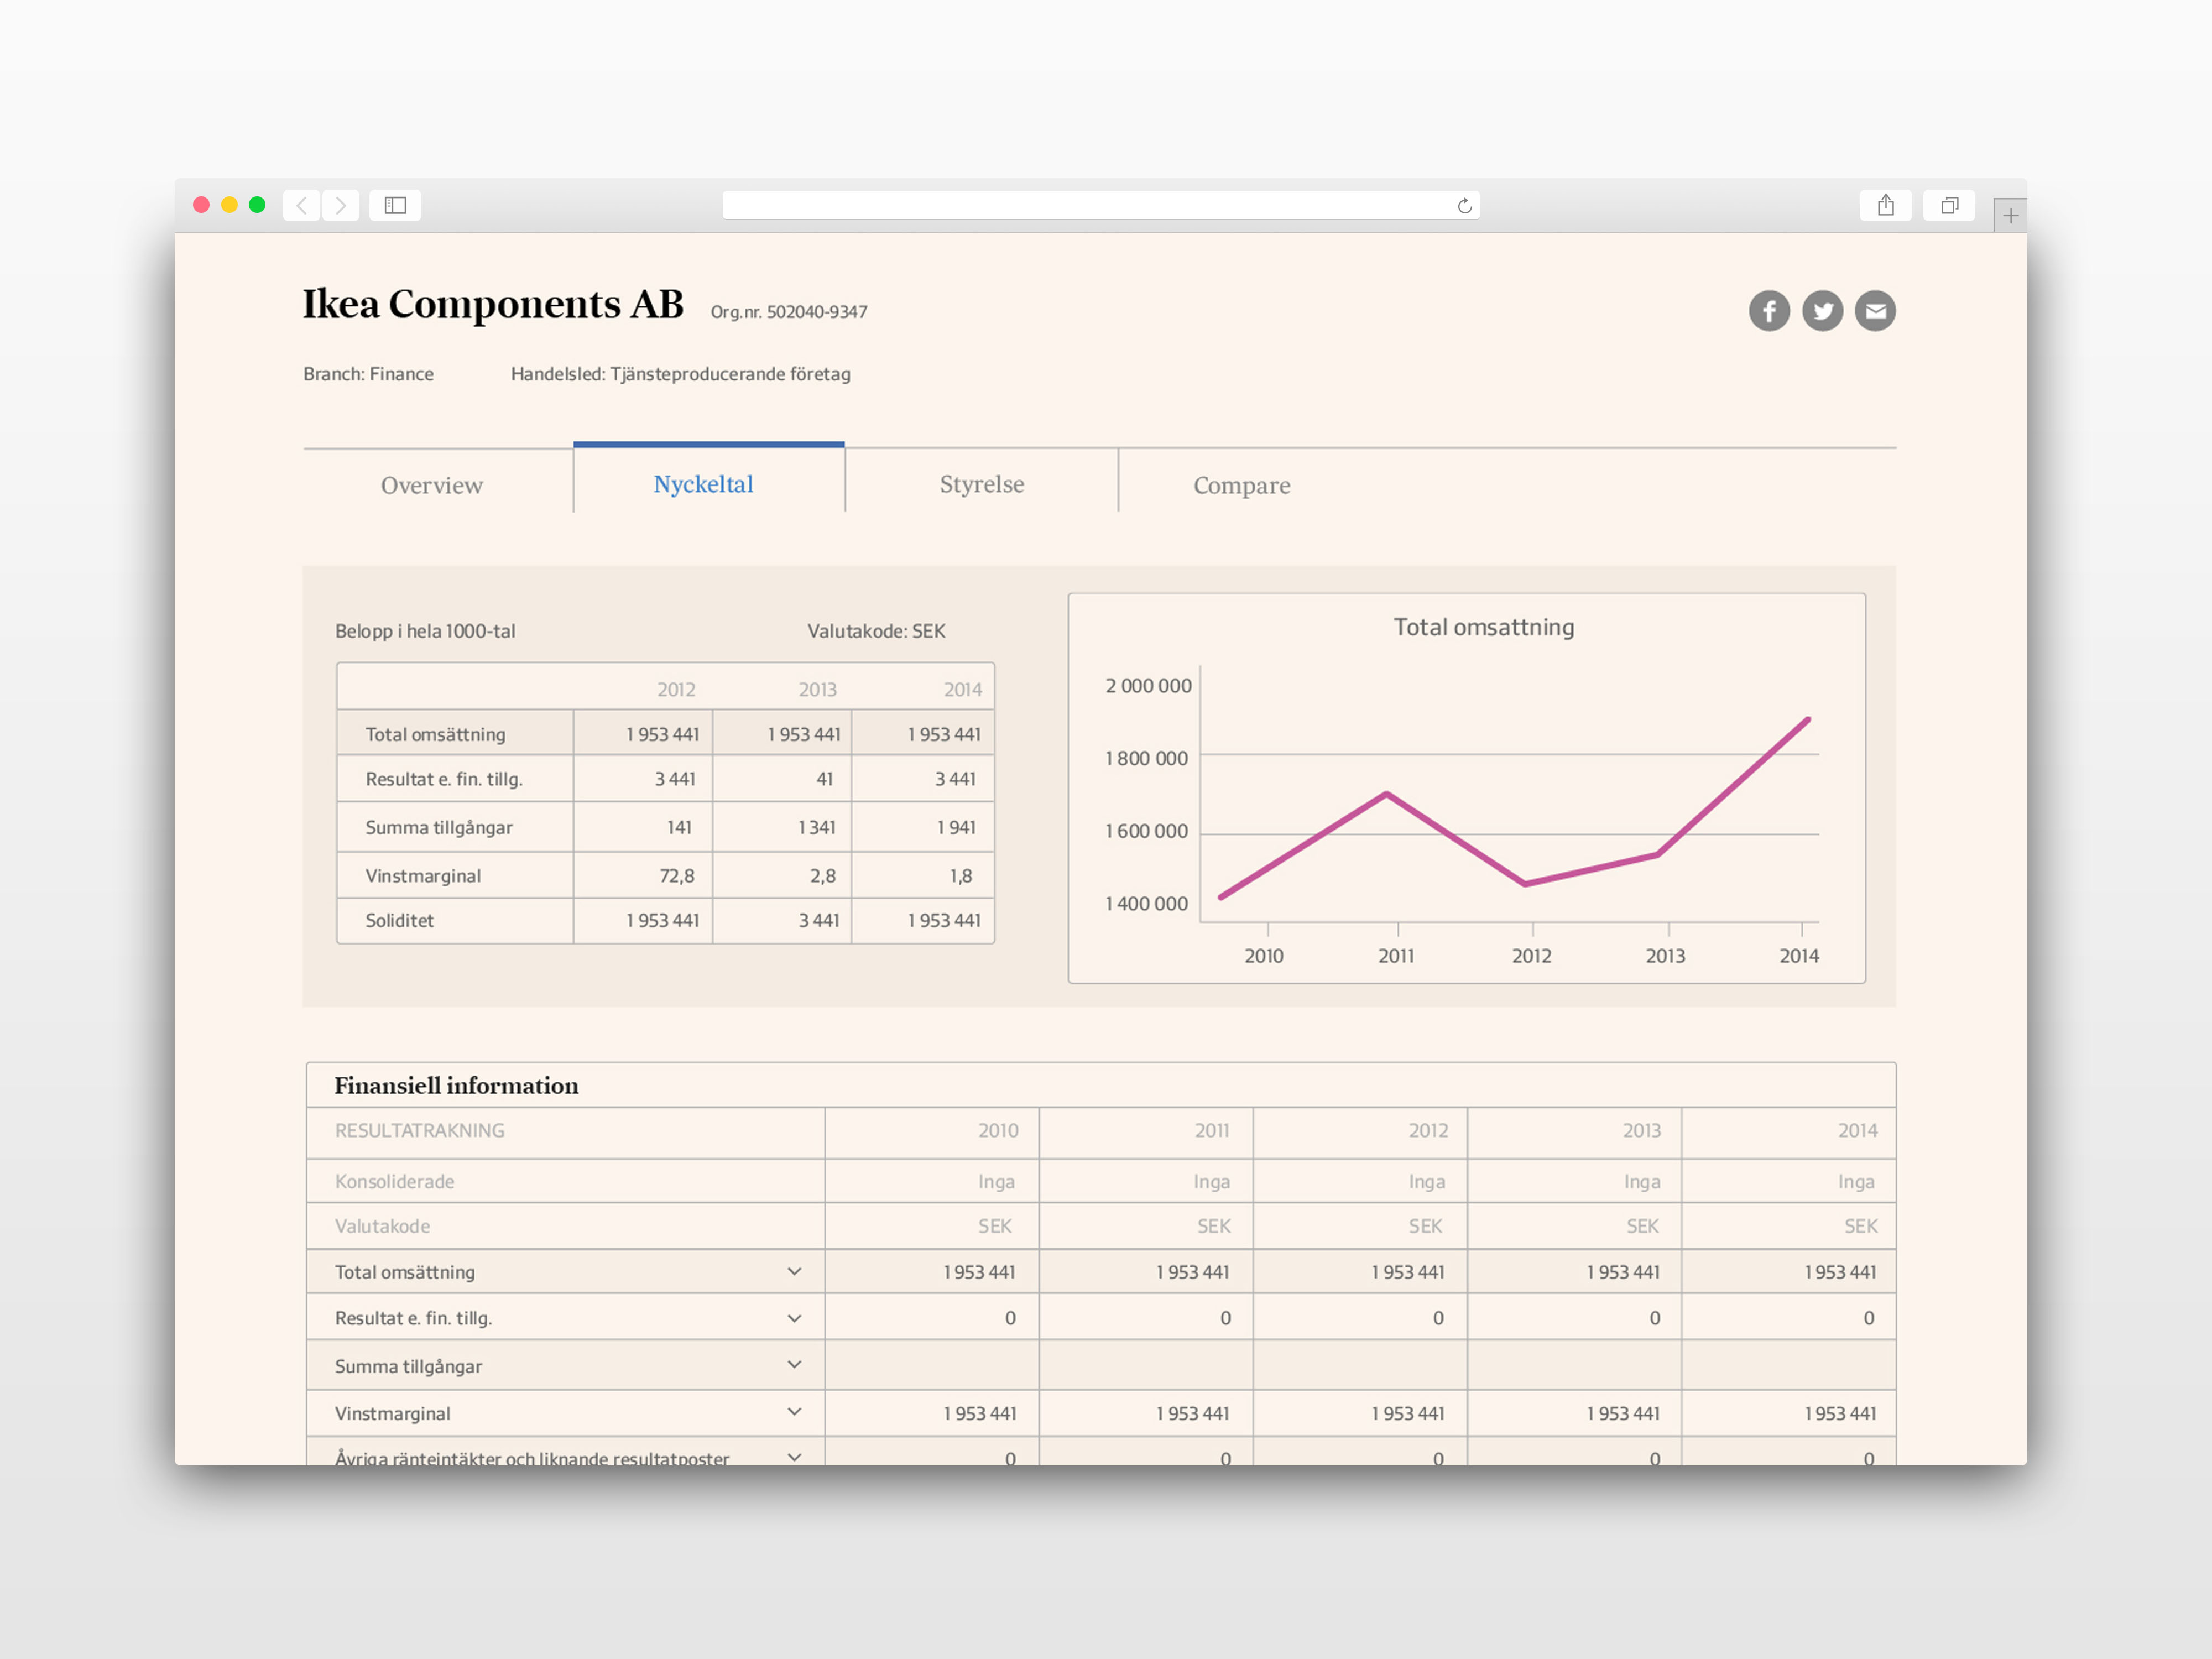 Ikea Components AB Org.nr. 502040-9347
Branch: Finance Handelsled: Tjänsteproducerande företag
Overview Nyckeltal Styrelse Compare
Belopp i hela 1000-tal Valutakode: SEK
2012 2013 2014
Total omsättning 1 953 441 1 953 441 1 953 441
Resultat e. fin. tillg. 3 441 41 3 441
Summa tillgångar 141 1 341 1 941
Vinstmarginal 72,8 2,8 1,8
Soliditet 1 953 441 3 441 1 953 441
Total omsattning
2 000 000
1 800 000
1 600 000
1 400 000
2010 2011 2012 2013 2014
Finansiell information
RESULTATRAKNING 2010 2011 2012 2013 2014
Konsoliderade Inga Inga Inga Inga Inga
Valutakode SEK SEK SEK SEK SEK
Total omsättning 1 953 441 1 953 441 1 953 441 1 953 441 1 953 441
Resultat e. fin. tillg. 0 0 0 0 0
Summa tillgångar
Vinstmarginal 1 953 441 1 953 441 1 953 441 1 953 441 1 953 441
Åvriga ränteintäkter och liknande resultatposter 0 0 0 0 0